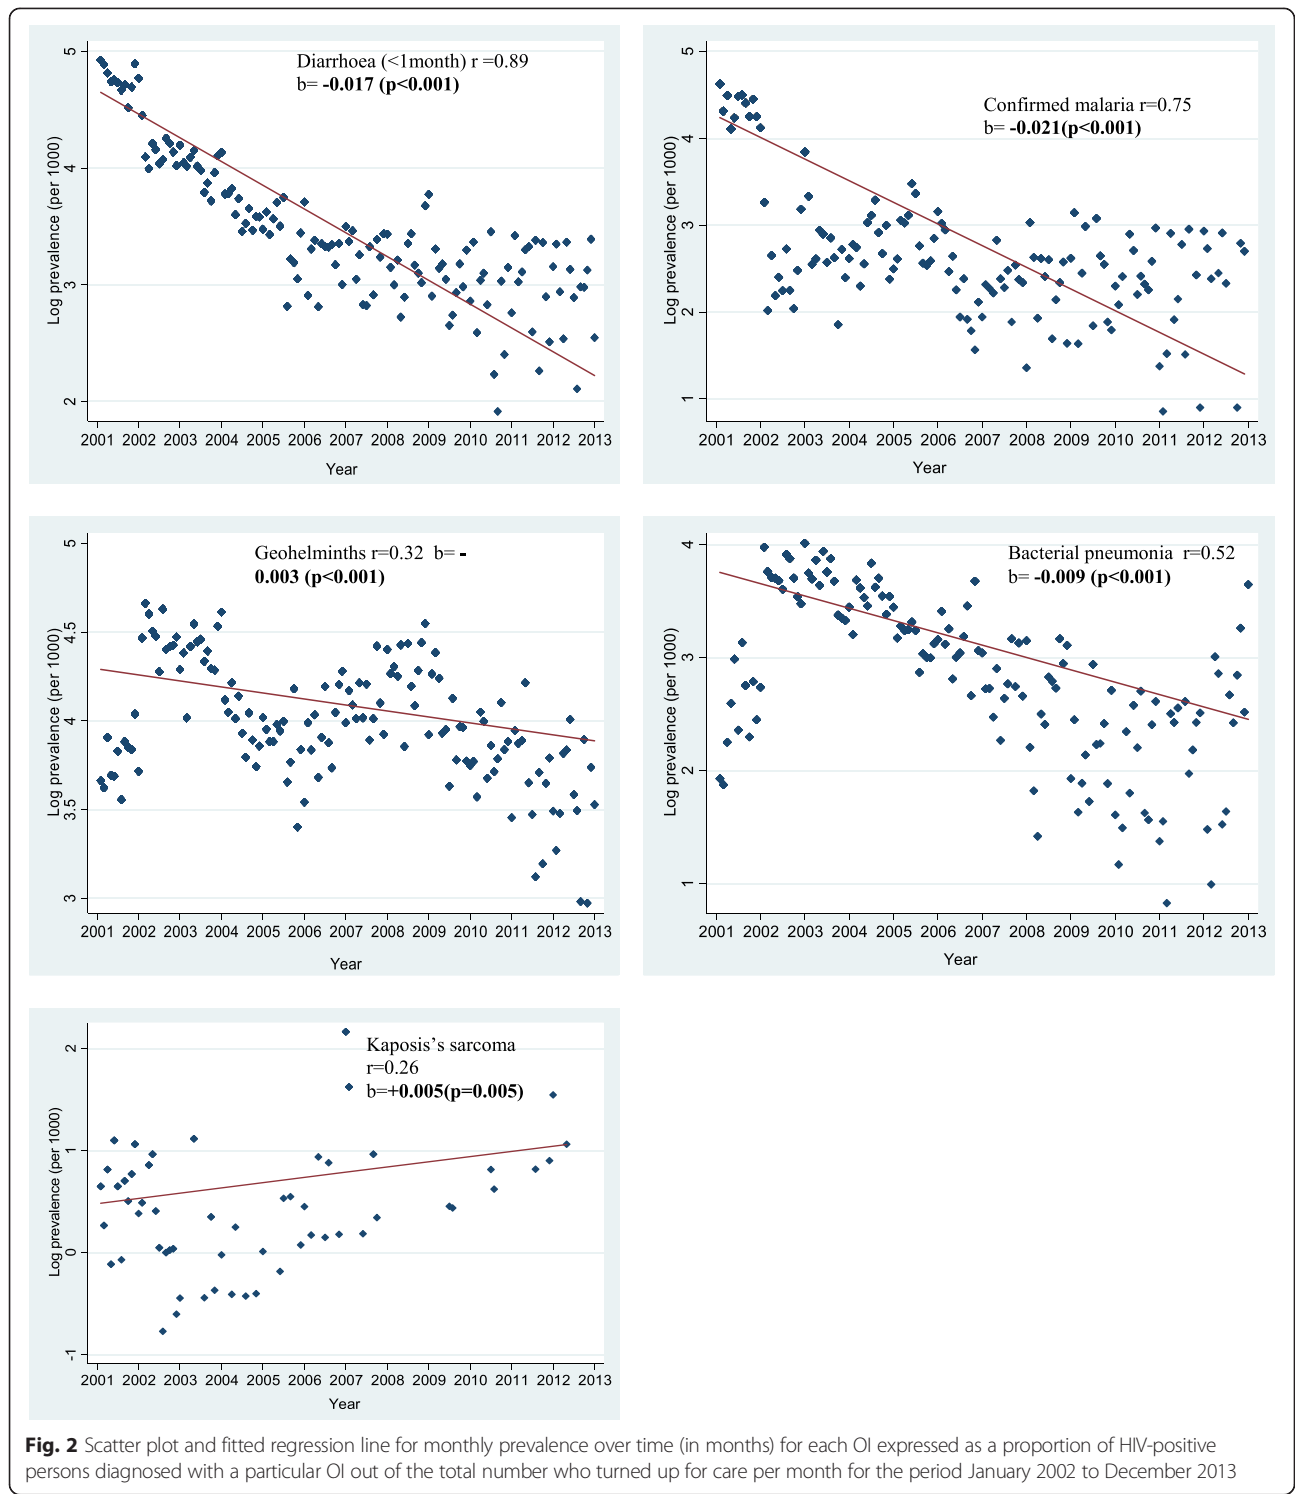 Diarrhoea (<1month) r =0.89
b= -0.017 (p<0.001)
Log prevalence (per 1000)
5
4
3
2
2001 2002 2003 2004 2005 2006 2007 2008 2009 2010 2011 2012 2013
Year
Confirmed malaria r=0.75
b= -0.021(p<0.001)
Log prevalence (per 1000)
5
4
3
2
1
2001 2002 2003 2004 2005 2006 2007 2008 2009 2010 2011 2012 2013
Year
Geohelminths r=0.32 b= -
0.003 (p<0.001)
Log prevalence (per 1000)
5
4.5
4
3.5
3
2001 2002 2003 2004 2005 2006 2007 2008 2009 2010 2011 2012 2013
Year
Bacterial pneumonia r=0.52
b= -0.009 (p<0.001)
Log prevalence (per 1000)
4
3
2
1
2001 2002 2003 2004 2005 2006 2007 2008 2009 2010 2011 2012 2013
Year
Kaposis’s sarcoma
r=0.26
b=+0.005(p=0.005)
Log prevalence (per 1000)
2
1
0
-1
2001 2002 2003 2004 2005 2006 2007 2008 2009 2010 2011 2012 2013
Year
Fig. 2 Scatter plot and fitted regression line for monthly prevalence over time (in months) for each OI expressed as a proportion of HIV-positive
persons diagnosed with a particular OI out of the total number who turned up for care per month for the period January 2002 to December 2013